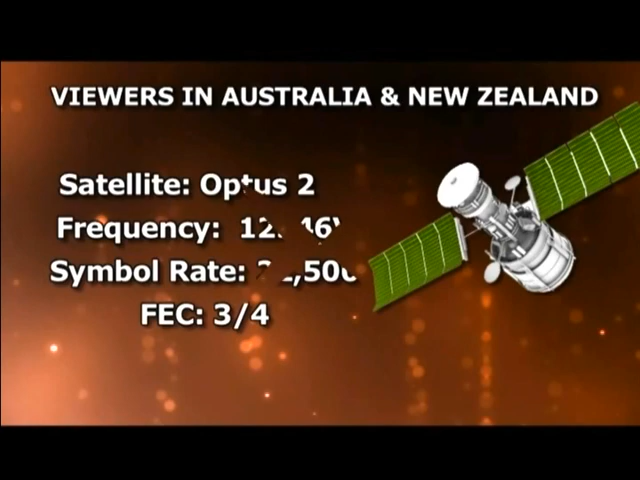 VIEWERS IN AUSTRALIA & NEW ZEALAND
Satellite: Optus 2
Frequency:
Symbol Rate:
FEC: 3/4